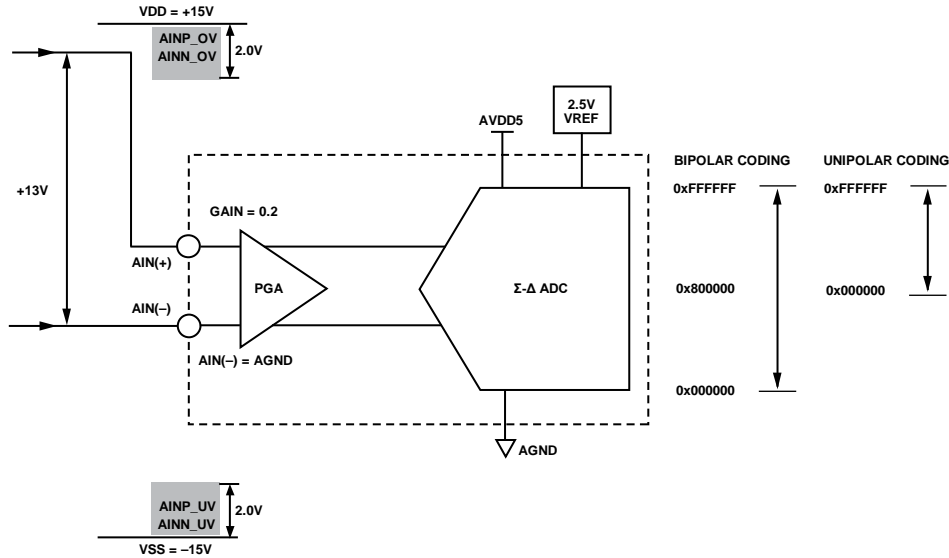 VDD = +15V
AINP_OV
AINN_OV
2.0V
2.5V
VREF
AVDD5
BIPOLAR CODING
UNIPOLAR CODING
0xFFFFFF
0xFFFFFF
+13V
GAIN = 0.2
AIN(+)
PGA
Σ-Δ ADC
0x800000
0x000000
AIN(–)
AIN(–) = AGND
0x000000
AGND
AINP_UV
AINN_UV
2.0V
VSS = –15V